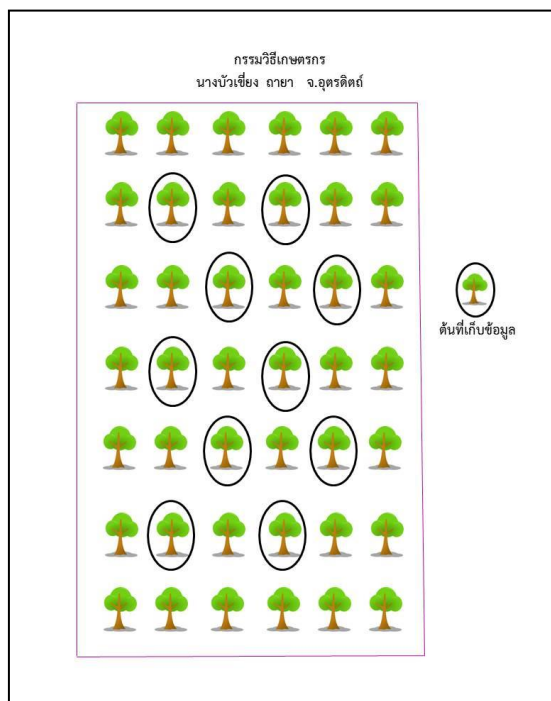 กรรมวิธีเกษตรกร
นางบัวเขี่ยง ถายา จ.อุตรดิตถ์
ต้นที่เก็บข้อมูล